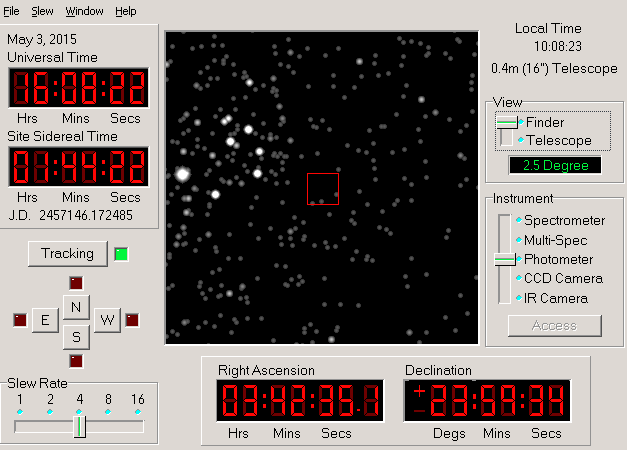 File Slew Window Help
May 3, 2015
Universal Time
16:08:22
Hrs Mins Secs
Site Sidereal Time
01:44:22
Hrs Mins Secs
J.D. 2457146.172485
Tracking
N
E W
S
Slew Rate
1 2 4 8 16
Local Time
10:08:23
0.4m (16") Telescope
View
Finder
Telescope
2.5 Degree
Instrument
Spectrometer
Multi-Spec
Photometer
CCD Camera
IR Camera
Access
Right Ascension
03:42:35.1
Hrs Mins Secs
Declination
Degs Mins Secs